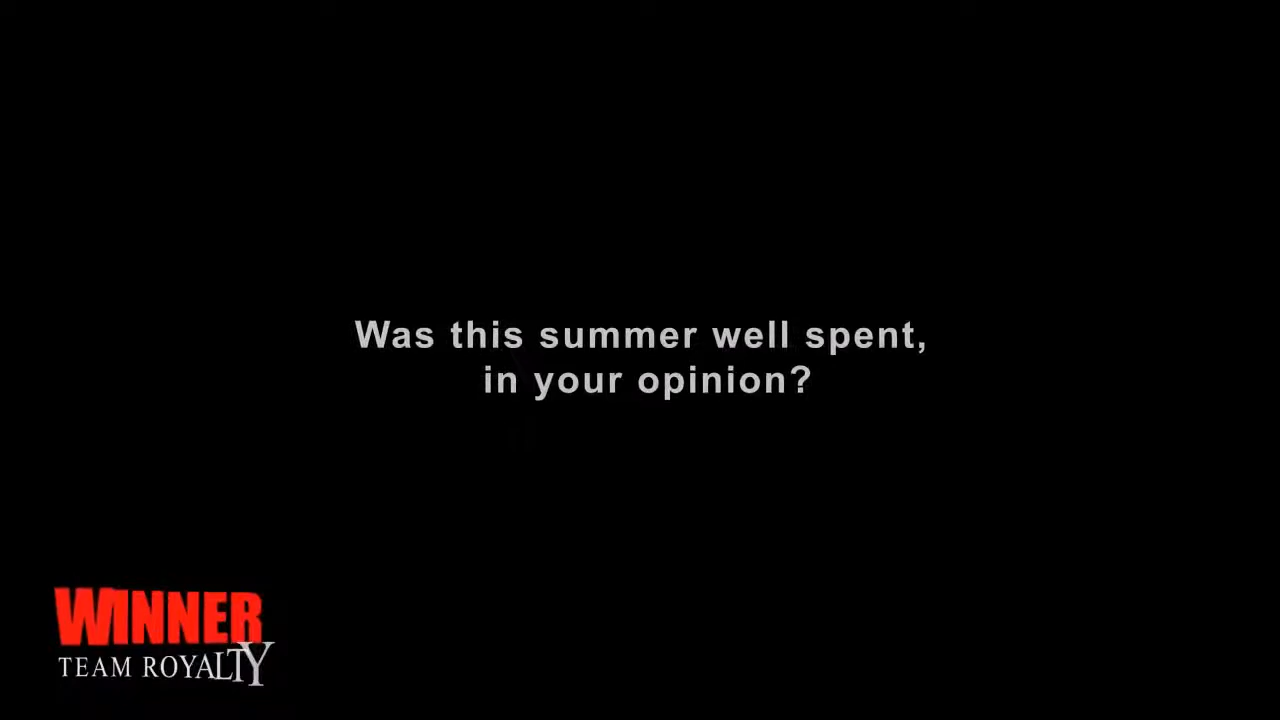 Was this summer well spent,
in your opinion?
WINNER
TEAM ROYALTY